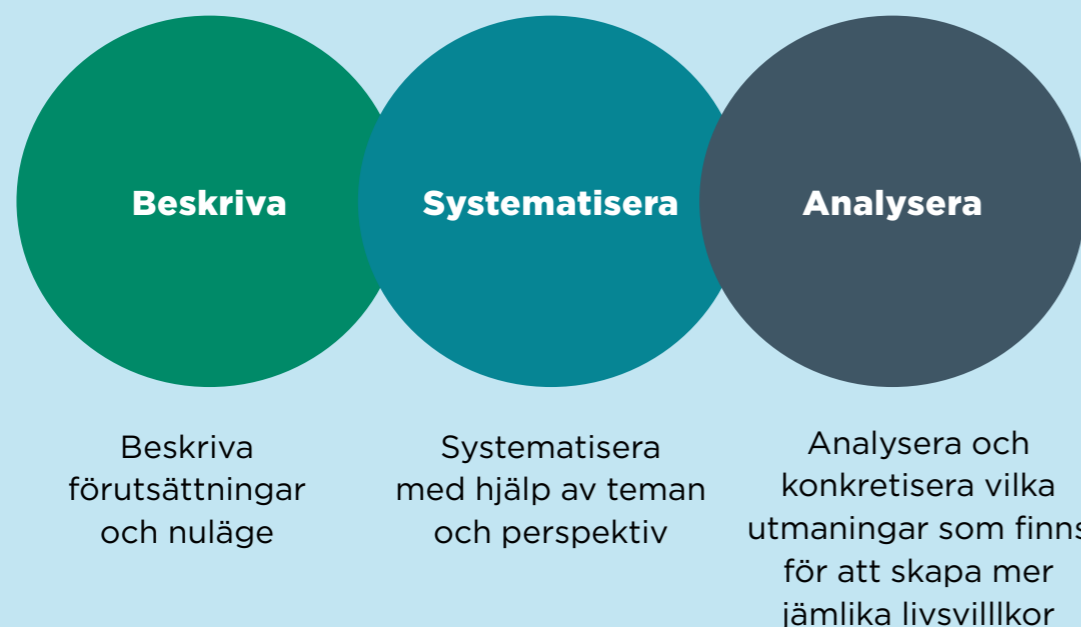 Beskriva
Systematisera
Analysera
Beskriva
förutsättningar
och nuläge
Systematisera
med hjälp av teman
och perspektiv
Analysera och
konkretisera vilka
utmaningar som finns
för att skapa mer
jämlika livsvilllkor